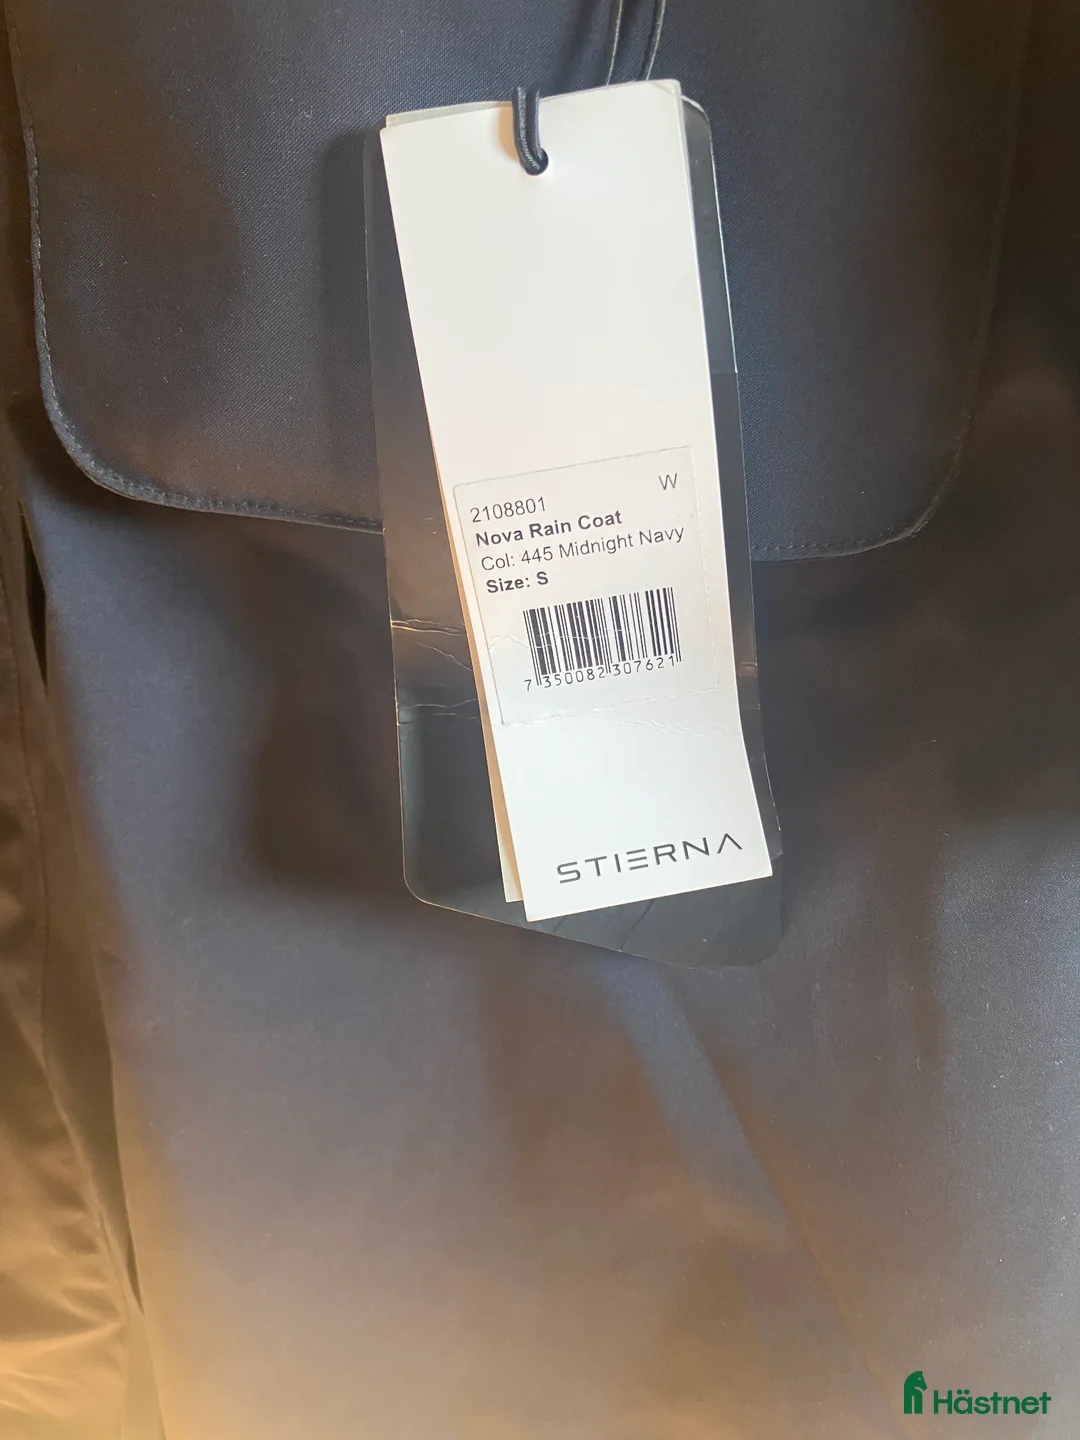 W
2108801
Nova Rain Coat
Col: 445 Midnight Navy
Size: S
7 350082 307621
STIERNA
Hästnet